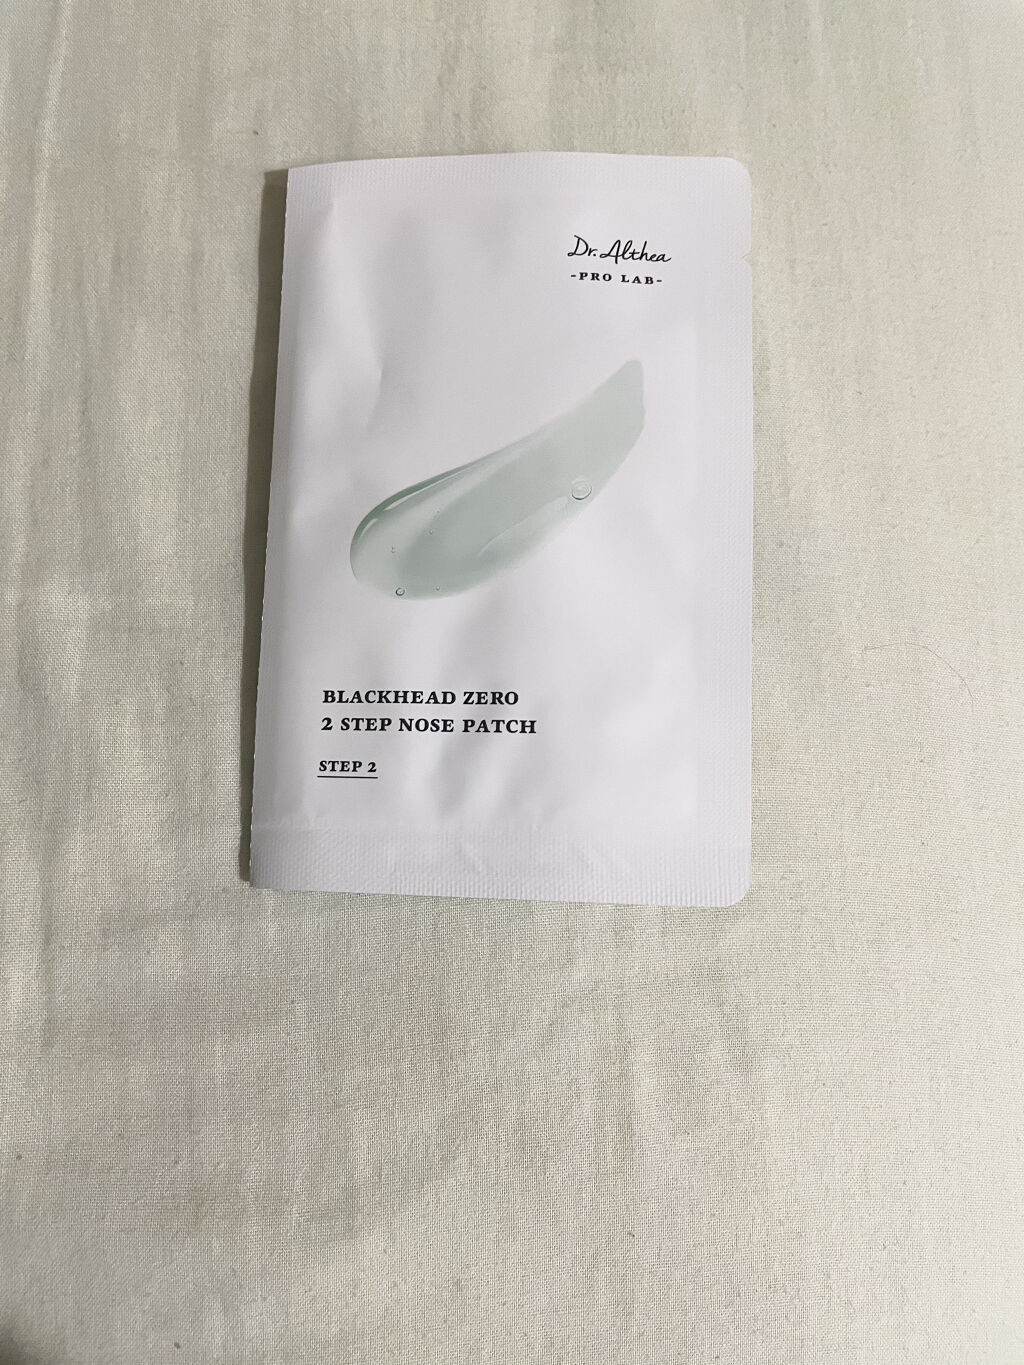 Dr. Althea
-PRO LAB-
BLACKHEAD ZERO
2 STEP NOSE PATCH
STEP 2